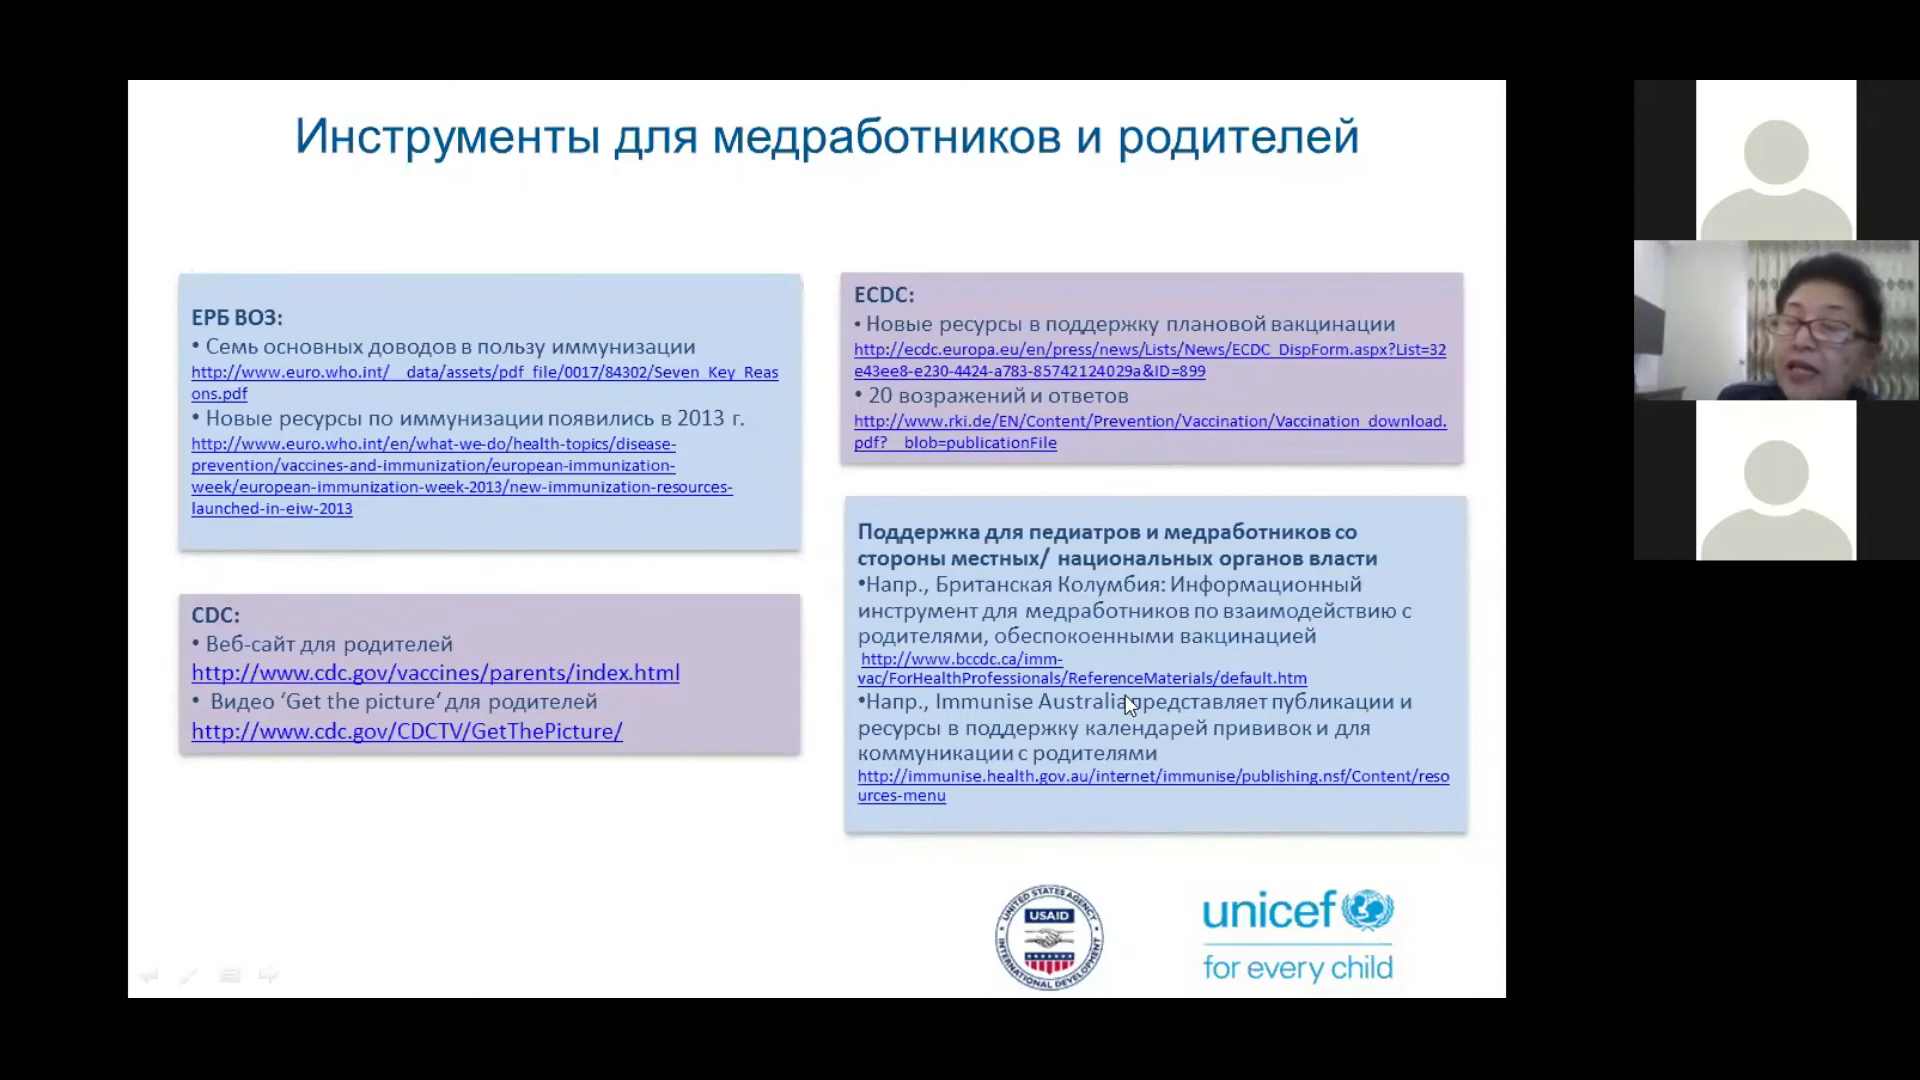 Инструменты для медработников и родителей
ЕРБ ВОЗ:
• Семь основных доводов в пользу иммунизации
http://www.euro.who.int/__data/assets/pdf_file/0017/84302/Seven_Key_Reas
ons.pdf
• Новые ресурсы по иммунизации появились в 2013 г.
http://www.euro.who.int/en/what-we-do/health-topics/disease-
prevention/vaccines-and-immunization/european-immunization-
week/european-immunization-week-2013/new-immunization-resources-
launched-in-eiw-2013
CDC:
• Веб-сайт для родителей
http://www.cdc.gov/vaccines/parents/index.html
• Видео ‘Get the picture‘ для родителей
http://www.cdc.gov/CDCTV/GetThePicture/
ECDC:
• Новые ресурсы в поддержку плановой вакцинации
http://ecdc.europa.eu/en/press/news/Lists/News/ECDC_DispForm.aspx?List=32
e43ee8-e230-4424-a783-85742124029a&ID=899
• 20 возражений и ответов
http://www.rki.de/EN/Content/Prevention/Vaccination/Vaccination_download.
pdf?__blob=publicationFile
Поддержка для педиатров и медработников со
стороны местных/ национальных органов власти
•Напр., Британская Колумбия: Информационный
инструмент для медработников по взаимодействию с
родителями, обеспокоенными вакцинацией
http://www.bccdc.ca/imm-
vac/ForHealthProfessionals/ReferenceMaterials/default.htm
•Напр., Immunise Australia представляет публикации и
ресурсы в поддержку календарей прививок и для
коммуникации с родителями
http://immunise.health.gov.au/internet/immunise/publishing.nsf/Content/reso
urces-menu
UNITED STATES AGENCY
USAID
INTERNATIONAL DEVELOPMENT
unicef
for every child